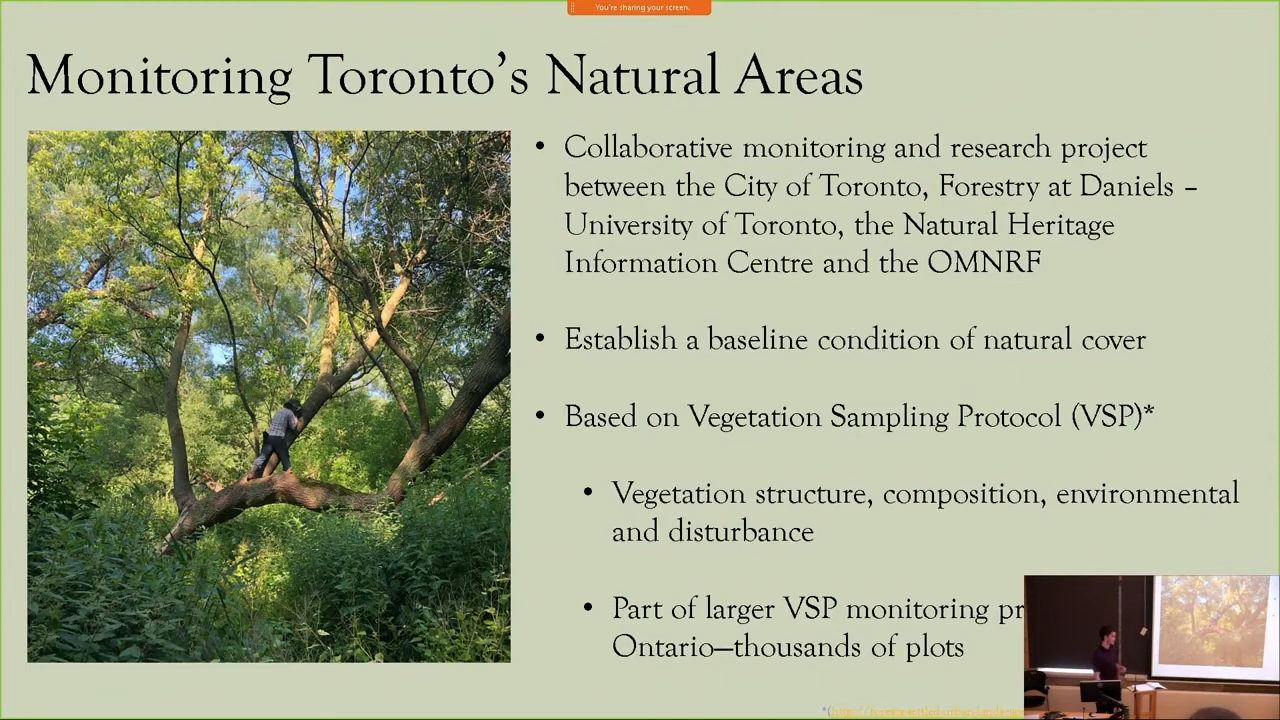 You're sharing your screen.
Monitoring Toronto's Natural Areas
• Collaborative monitoring and research project
between the City of Toronto, Forestry at Daniels –
University of Toronto, the Natural Heritage
Information Centre and the OMNRF
• Establish a baseline condition of natural cover
• Based on Vegetation Sampling Protocol (VSP)*
• Vegetation structure, composition, environmental
and disturbance
• Part of larger VSP monitoring
Ontario—thousands of plots